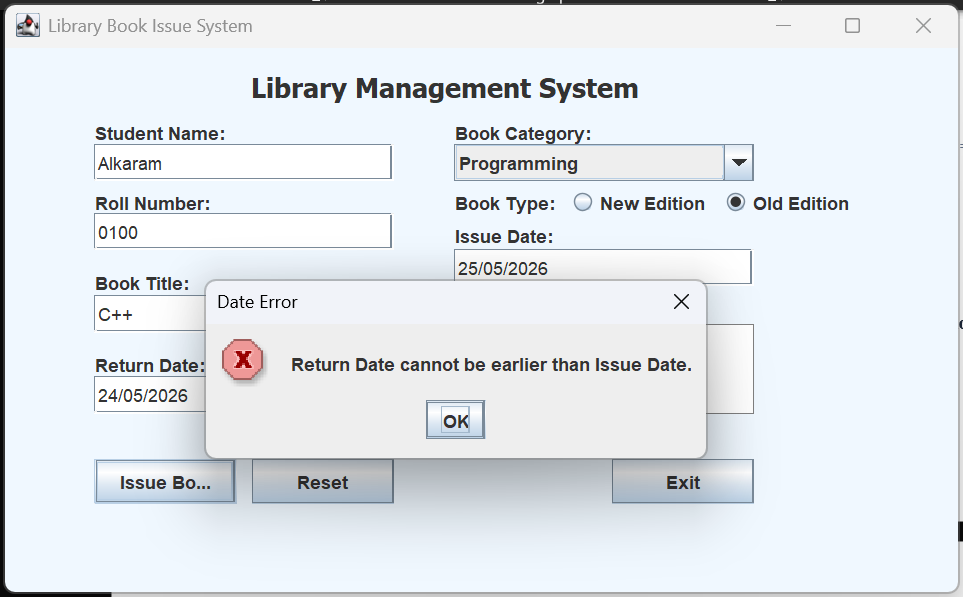 Library Book Issue System
Library Management System
Student Name:
Alkaram
Book Category:
Programming
Roll Number:
0100
Book Type:
New Edition
Old Edition
Issue Date:
25/05/2026
Book Title:
C++
Return Date:
24/05/2026
Date Error
X
Return Date cannot be earlier than Issue Date.
OK
Issue Bo...
Reset
Exit